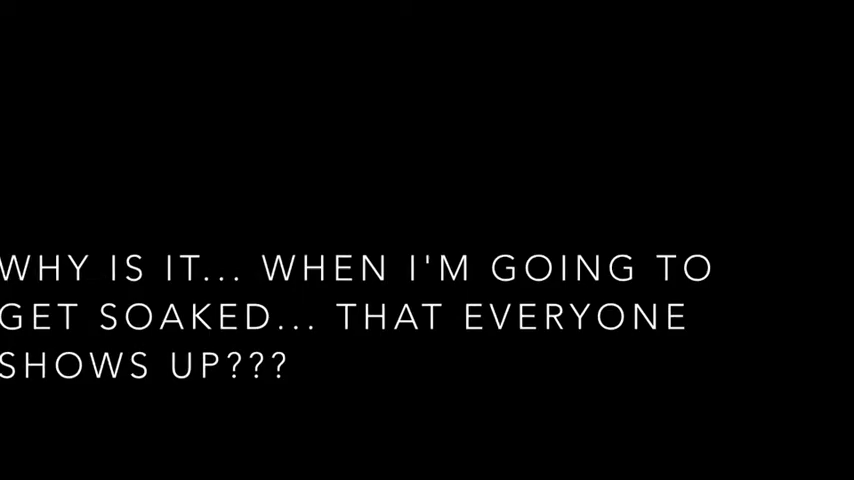 WHY IS IT... WHEN I'M GOING TO
GET SOAKED... THAT EVERYONE
SHOWS UP???